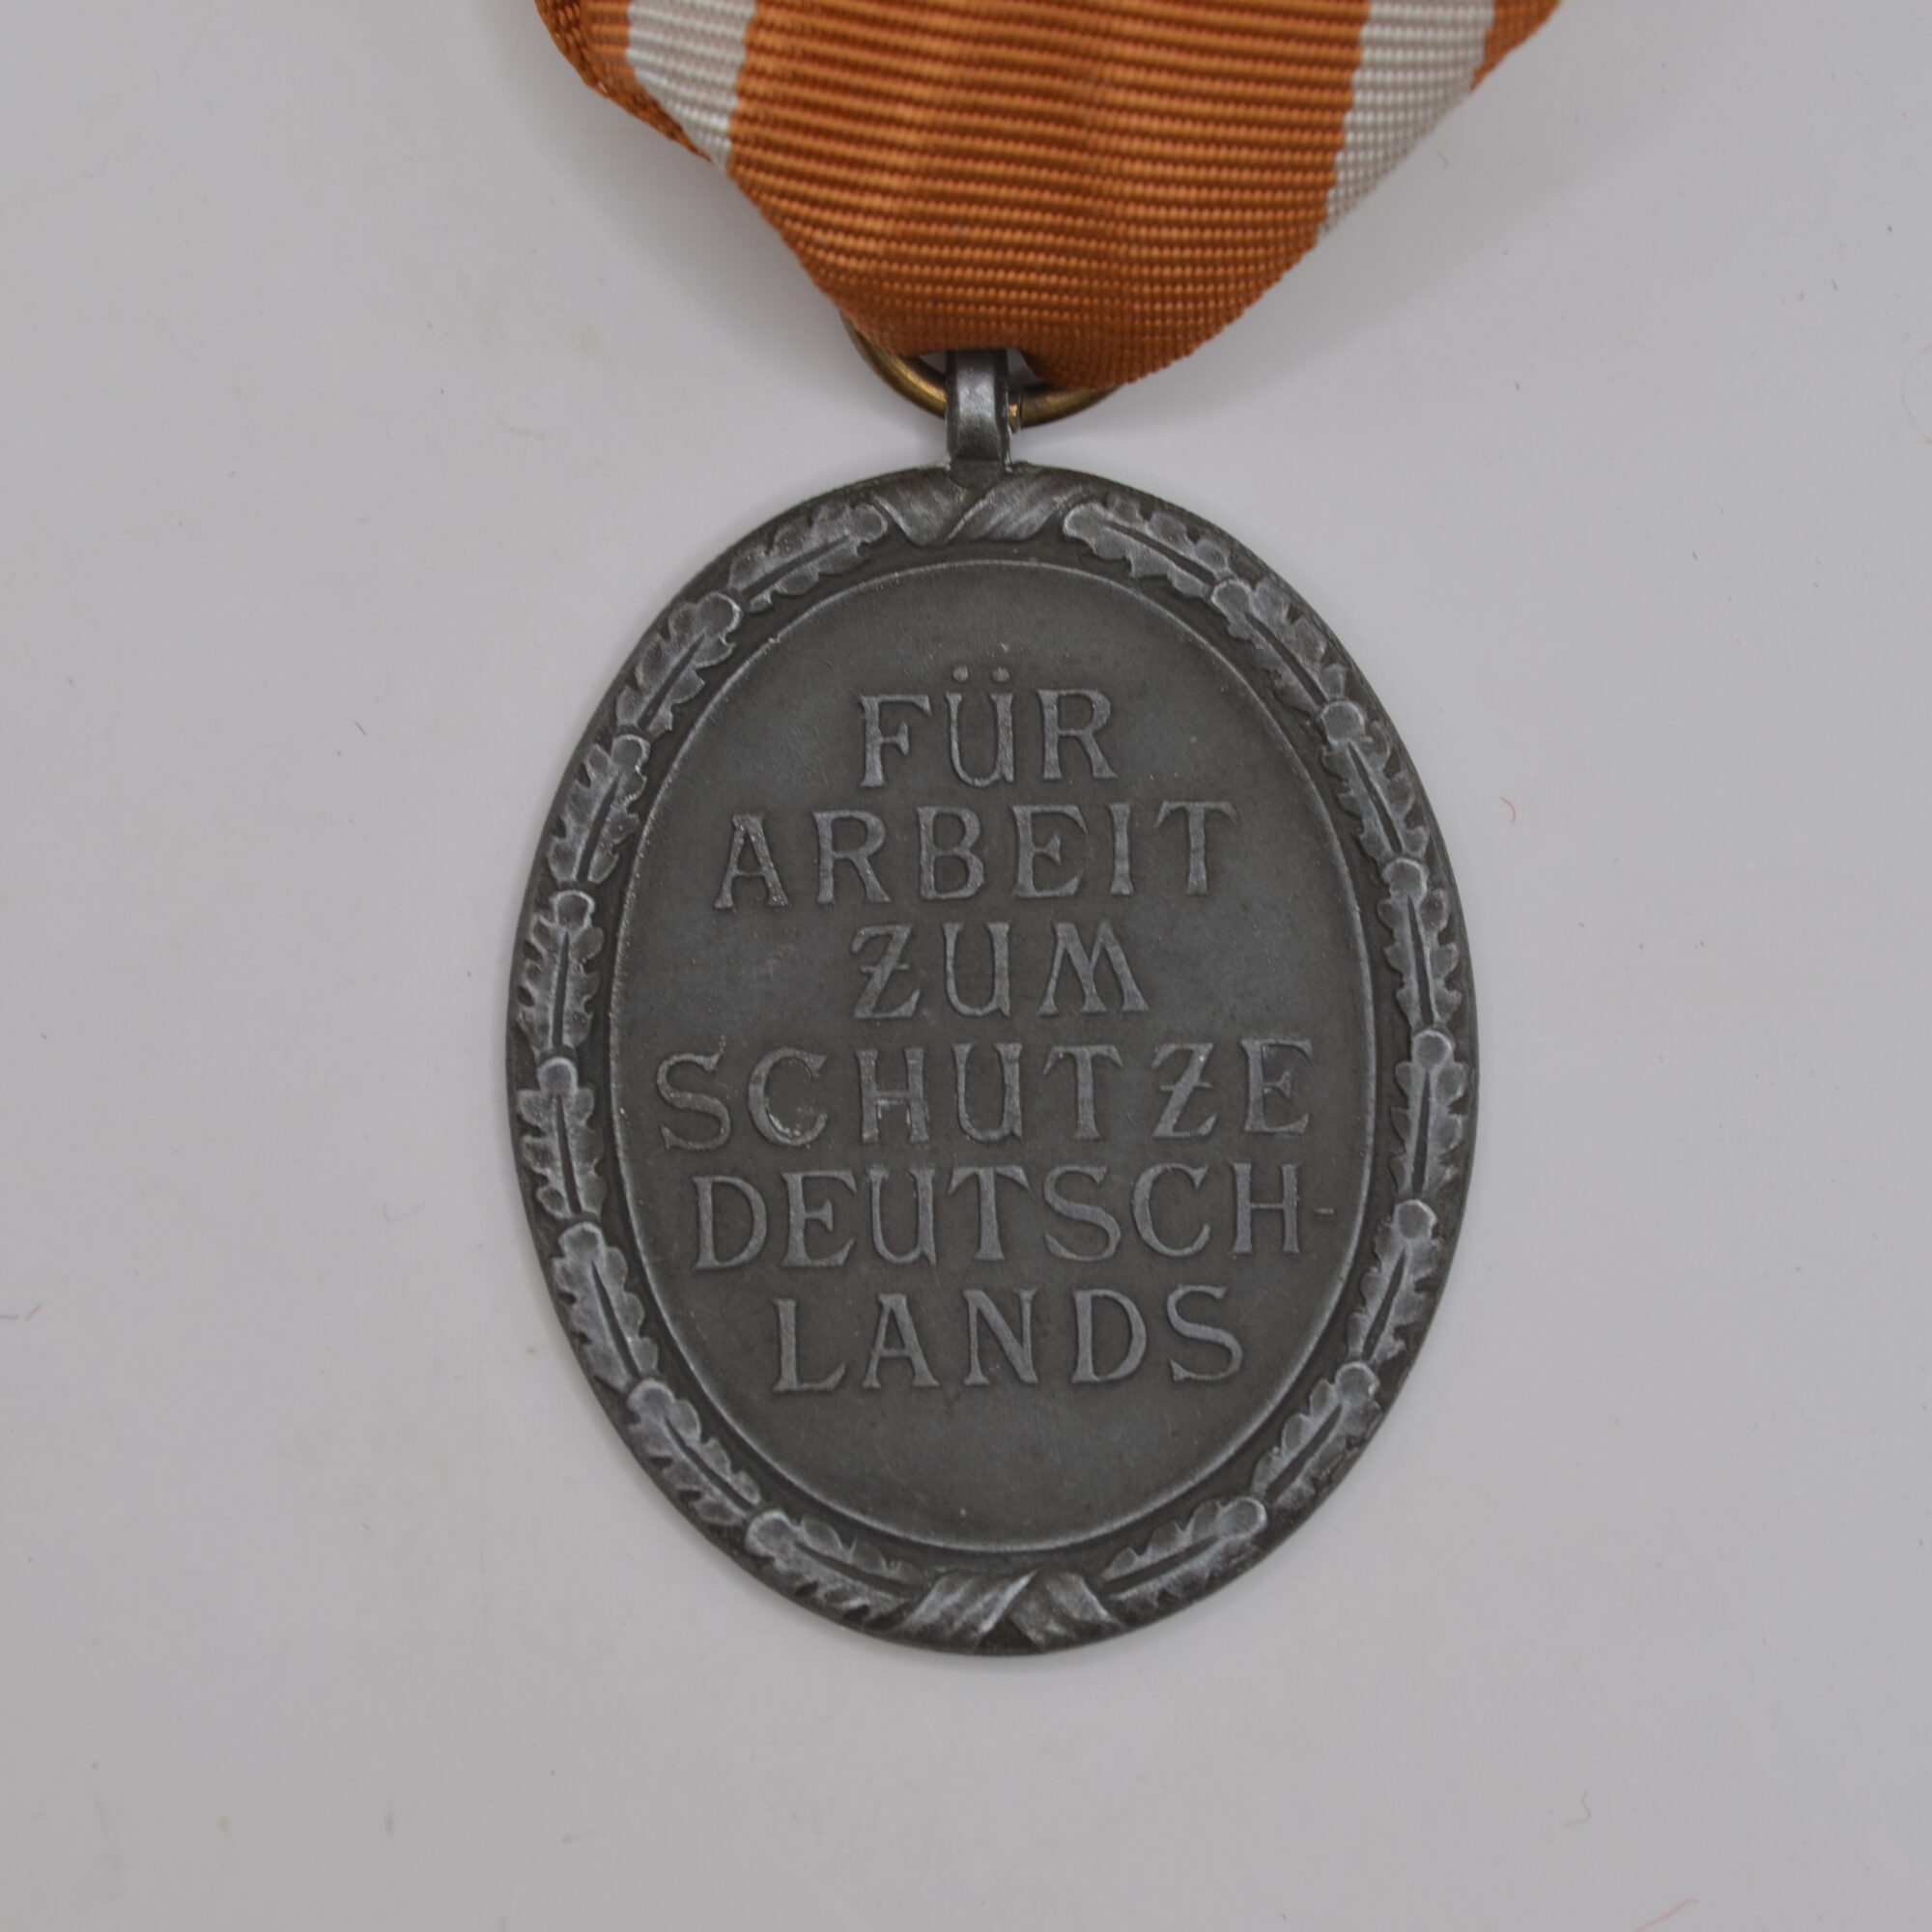 FÜR
ARBEIT
ZUM
SCHUTZE
DEUTSCH-
LANDS